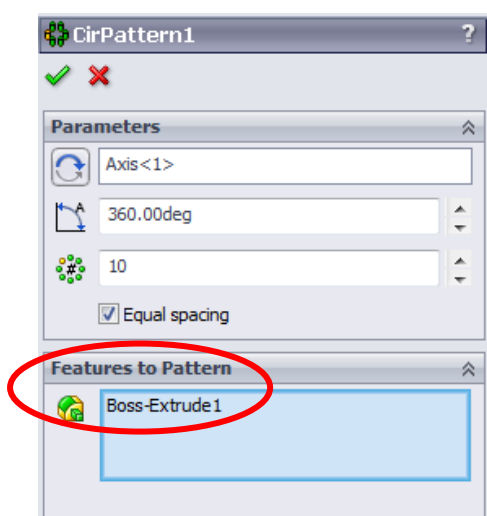 CirPattern1 ?
Parameters
Axis<1>
A
360.00deg
#
10
Equal spacing
Features to Pattern
Boss-Extrude1